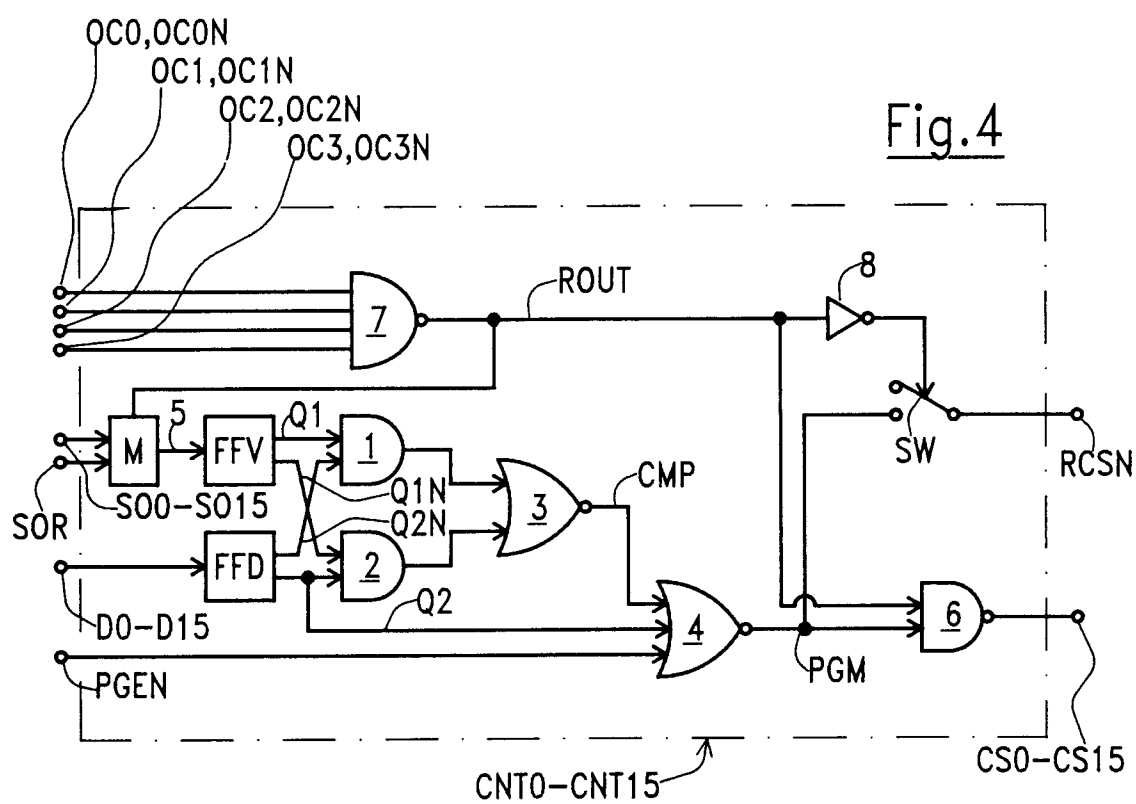 OC0,OC0N
OC1,OC1N
OC2,OC2N
OC3,OC3N
Fig.4
8
7
ROUT
5
Q1
M
FFV
1
SW
RCSN
SOR
SO0-SO15
Q1N
3
CMP
Q2N
FFD
2
D0-D15
Q2
4
6
PGEN
PGM
CNT0-CNT15
CS0-CS15